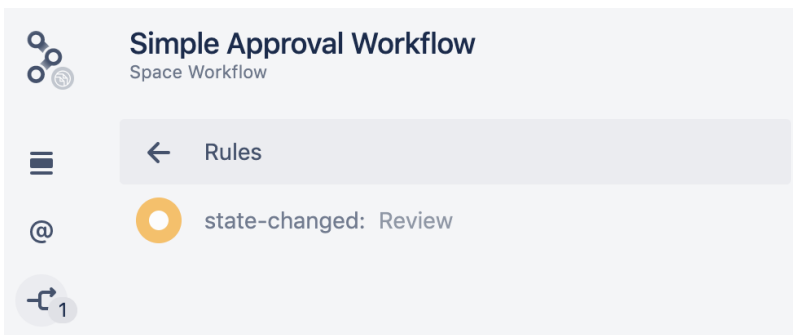 Simple Approval Workflow
Space Workflow
Rules
@
state-changed: Review
1